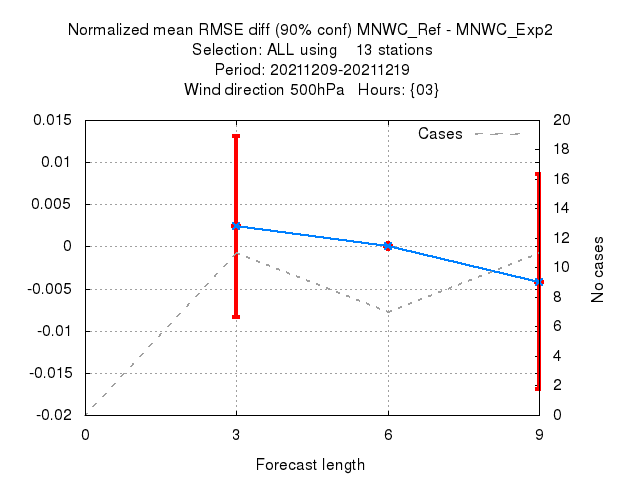 Normalized mean RMSE diff (90% conf) MNWC_Ref - MNWC_Exp2
Selection: ALL using    13 stations
Period: 20211209-20211219
Wind direction 500hPa   Hours: {03}
Cases
0.015
0.01
0.005
0
-0.005
-0.01
-0.015
-0.02
20
18
16
14
12
10
8
6
4
2
0
No cases
0 3 6 9
Forecast length